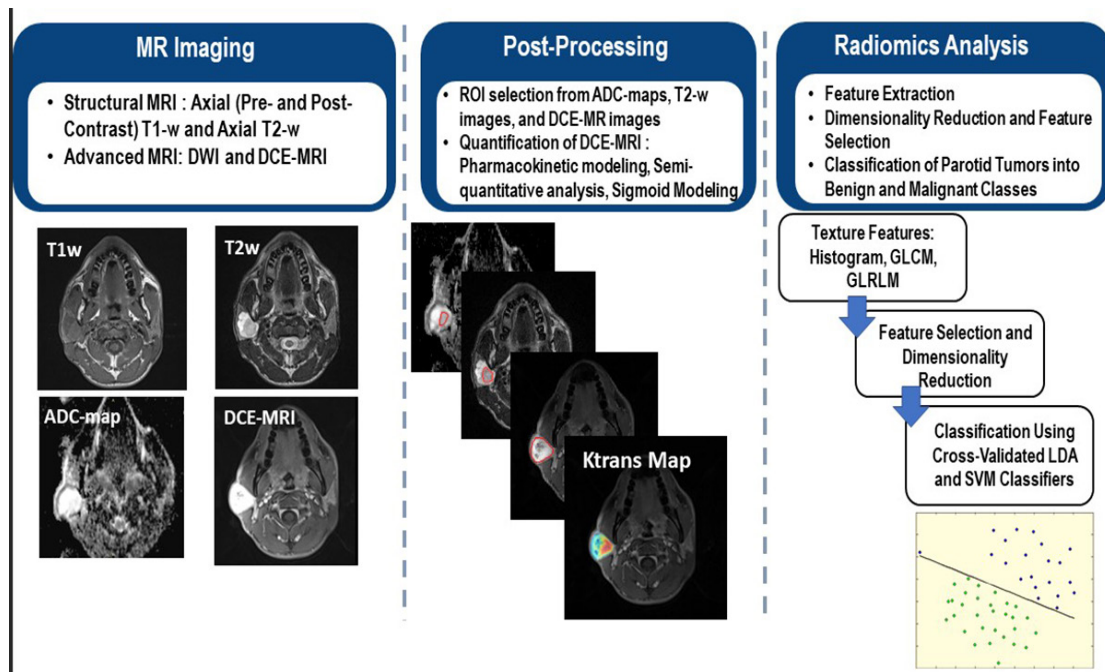 MR Imaging
• Structural MRI : Axial (Pre- and Post-
Contrast) T1-w and Axial T2-w
• Advanced MRI: DWI and DCE-MRI
T1w
T2w
ADC-map
DCE-MRI
Post-Processing
• ROI selection from ADC-maps, T2-w
images, and DCE-MR images
• Quantification of DCE-MRI :
Pharmacokinetic modeling, Semi-
quantitative analysis, Sigmoid Modeling
Ktrans Map
Radiomics Analysis
• Feature Extraction
• Dimensionality Reduction and Feature
Selection
• Classification of Parotid Tumors into
Benign and Malignant Classes
Texture Features:
Histogram, GLCM,
GLRLM
Feature Selection and
Dimensionality
Reduction
Classification Using
Cross-Validated LDA
and SVM Classifiers